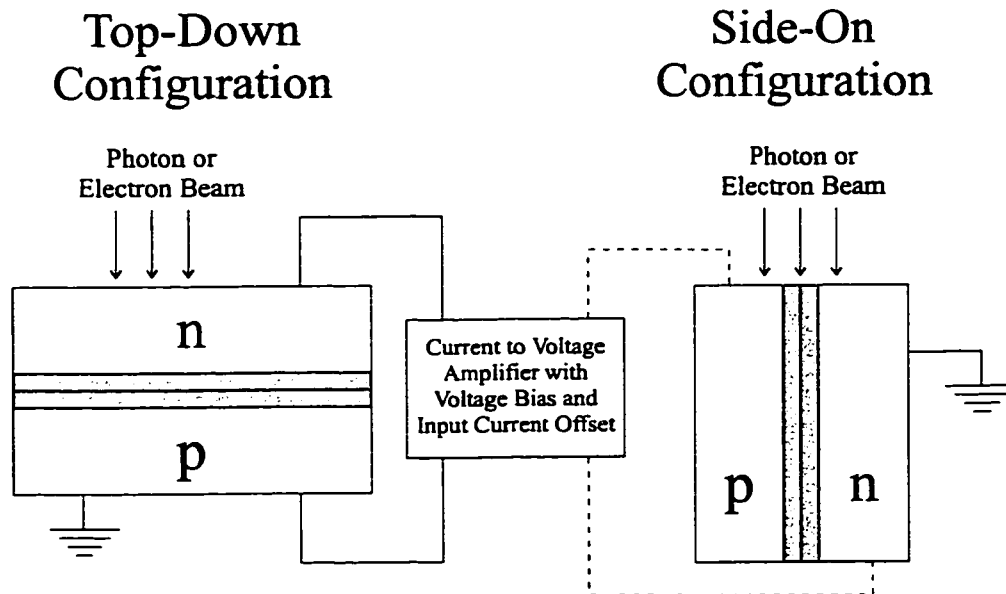 Top-Down
Configuration
Side-On
Configuration
Photon or
Electron Beam
Photon or
Electron Beam
n
p
Current to Voltage
Amplifier with
Voltage Bias and
Input Current Offset
p
n